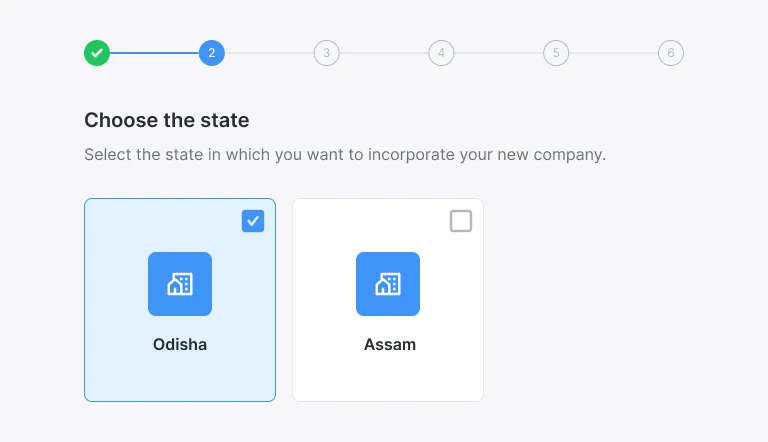 2 3 4 5 6
Choose the state
Select the state in which you want to incorporate your new company.
Odisha Assam